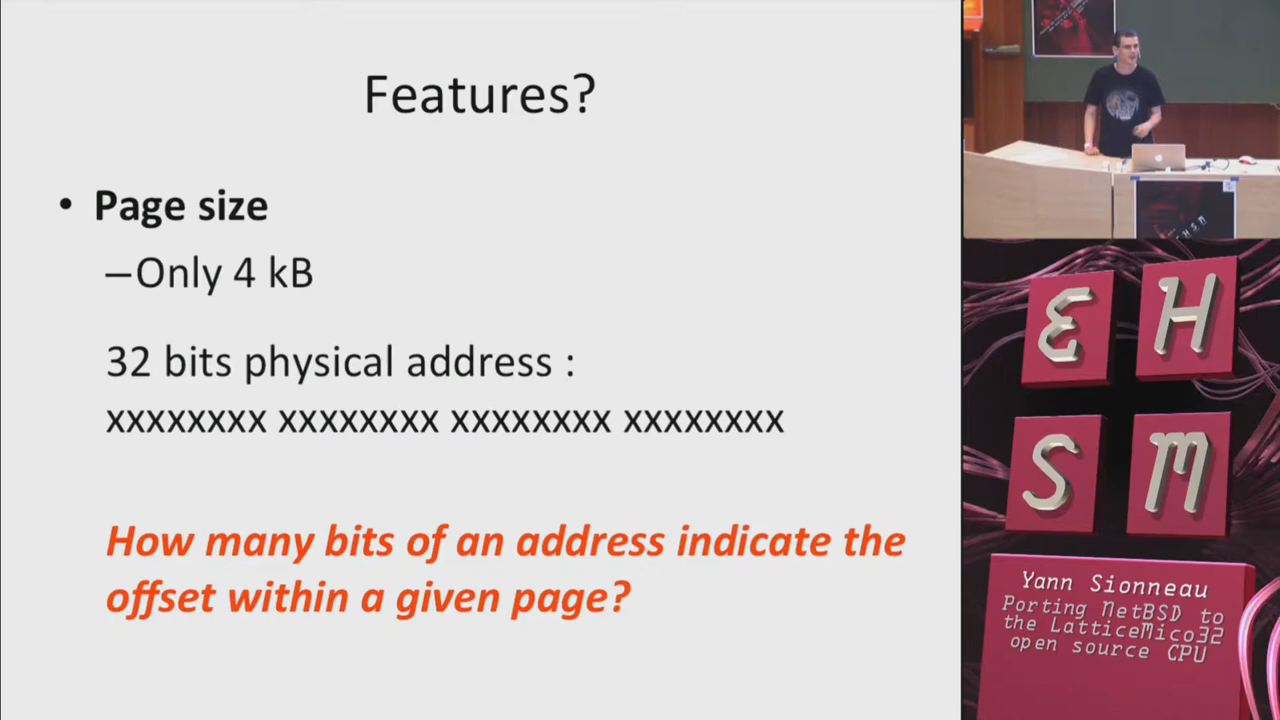 Features?
• Page size
–Only 4 kB
32 bits physical address :
xxxxxxxx xxxxxxxx xxxxxxxx xxxxxxxx
How many bits of an address indicate the
offset within a given page?
E H
S M
Yann Sionneau
Porting NetBSD to
the LatticeMico32
open source CPU